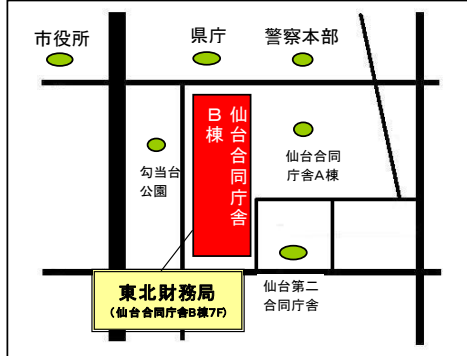 市役所
県庁
警察本部
仙台合同庁舎
B棟
勾当台
公園
仙台合同
庁舎A棟
東北財務局
(仙台合同庁舎B棟7F)
仙台第二
合同庁舎